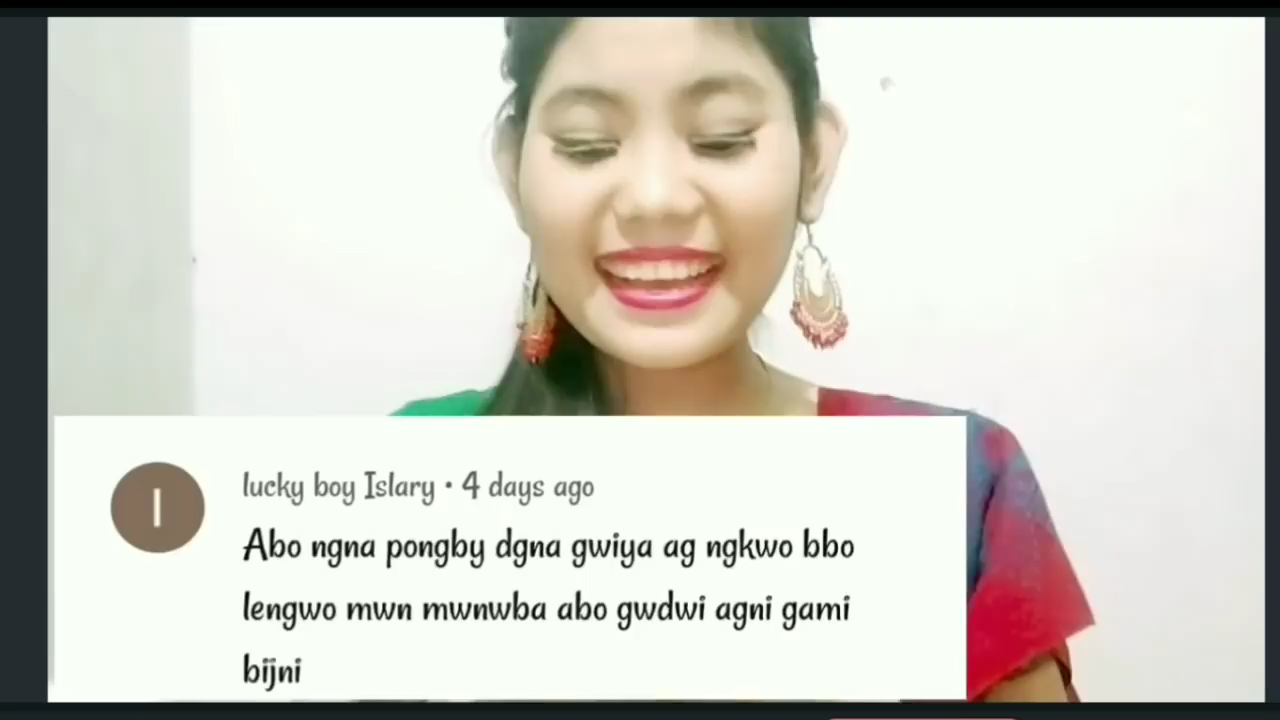 lucky boy Islary • 4 days ago
Abo ngna pongby dgna gwiya ag ngkwo bbo
lengwo mwn mwnwba abo gwdwi agni gami
bijni